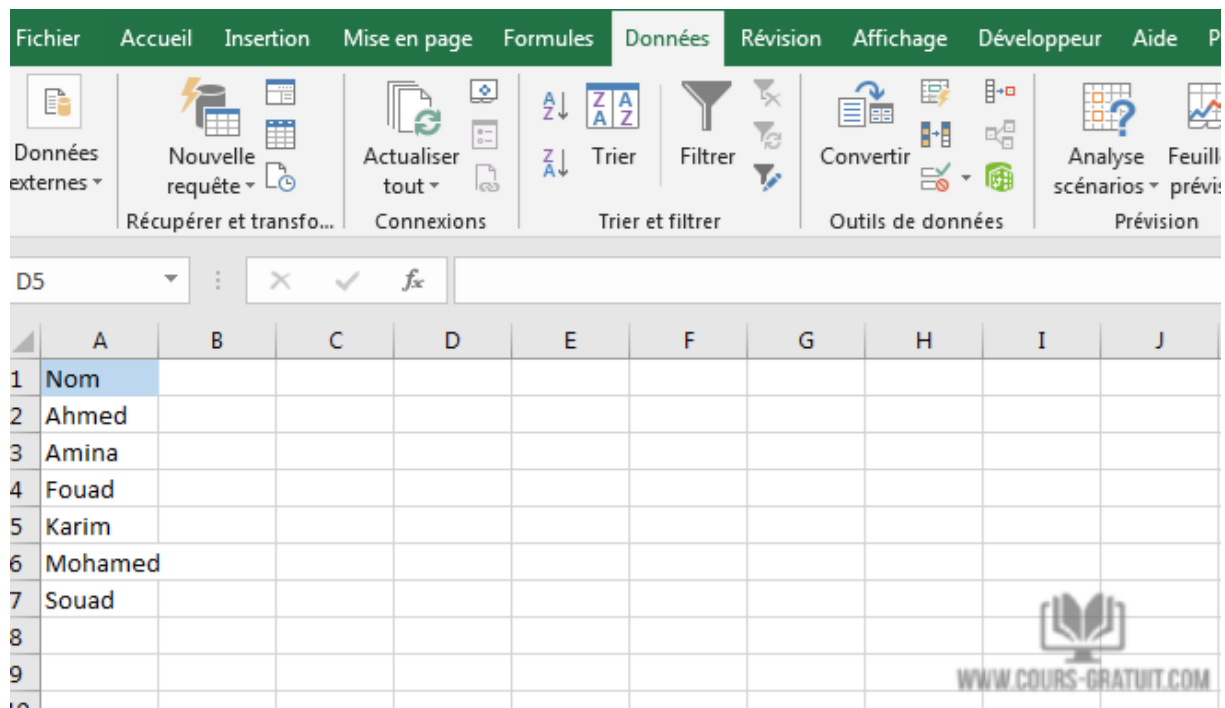 Fichier Accueil Insertion Mise en page Formules Données Révision Affichage Développeur Aide P
Données
externes
Nouvelle
requête
Actualiser
tout
Trier
Filtrer
Convertir
Analyse
scénarios
Feuill
prévis
Récupérer et transfo... Connexions Trier et filtrer Outils de données Prévision
D5 fx
A B C D E F G H I J
1 Nom
2 Ahmed
3 Amina
4 Fouad
5 Karim
6 Mohamed
7 Souad
8
9
10
WWW.COURS-GRATUIT.COM